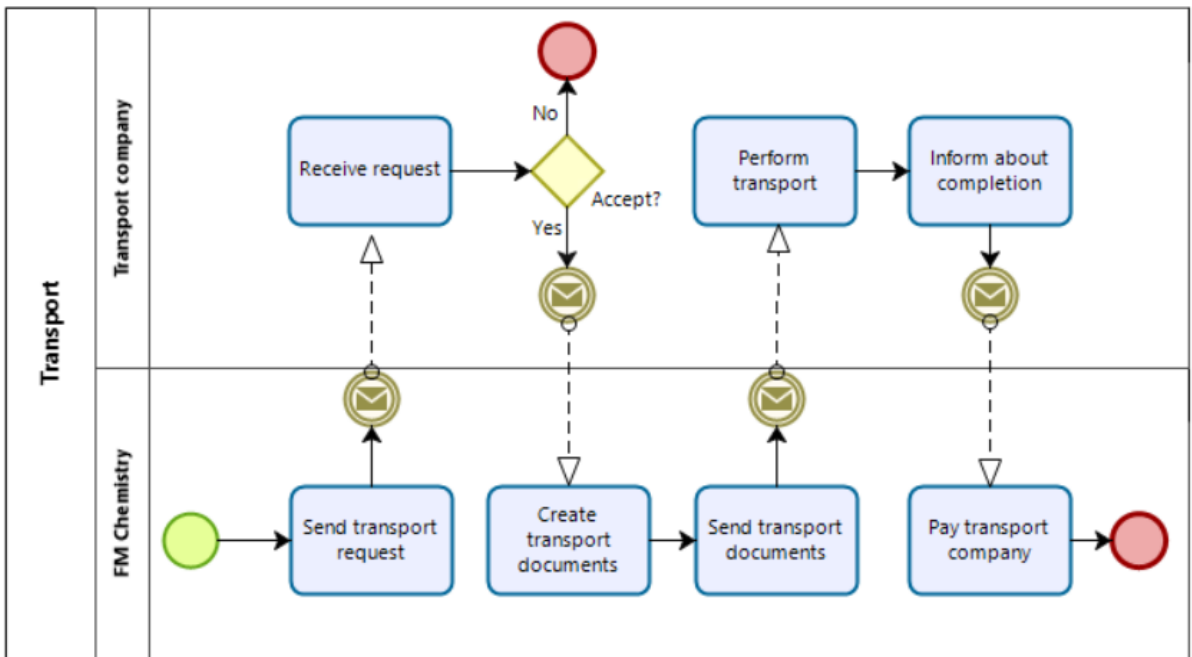 Transport
Transport company
Receive request
No
Accept?
Yes
Perform
transport
Inform about
completion
FM Chemistry
Send transport
request
Create
transport
documents
Send transport
documents
Pay transport
company